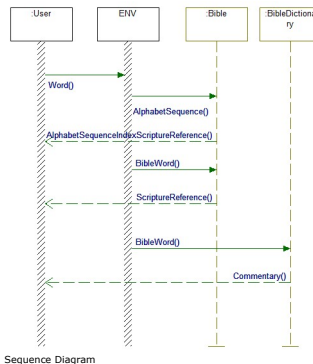 :User
ENV
:Bible
:BibleDictiona
ry
Word()
AlphabetSequence()
AlphabetSequenceIndexScriptureReference()
BibleWord()
ScriptureReference()
BibleWord()
Commentary()
Sequence Diagram